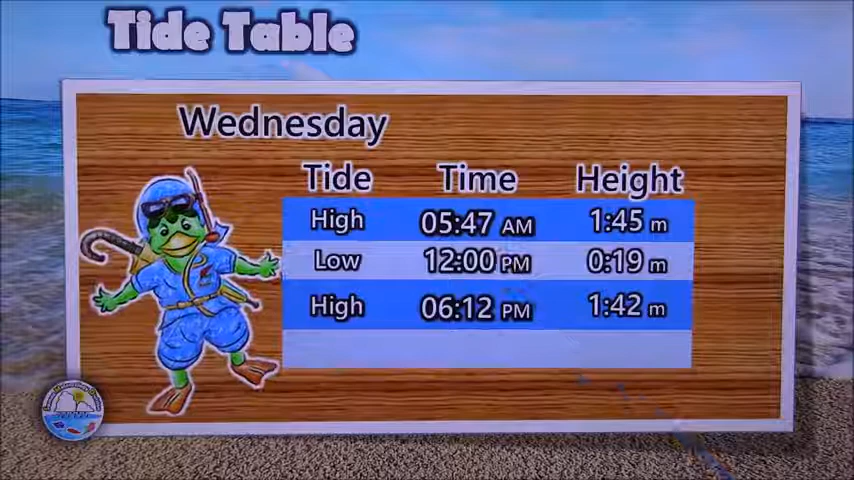 Tide Table
Wednesday
Tide Time Height
High 05:47 AM 1:45 m
Low 12:00 PM 0:19 m
High 06:12 PM 1:42 m